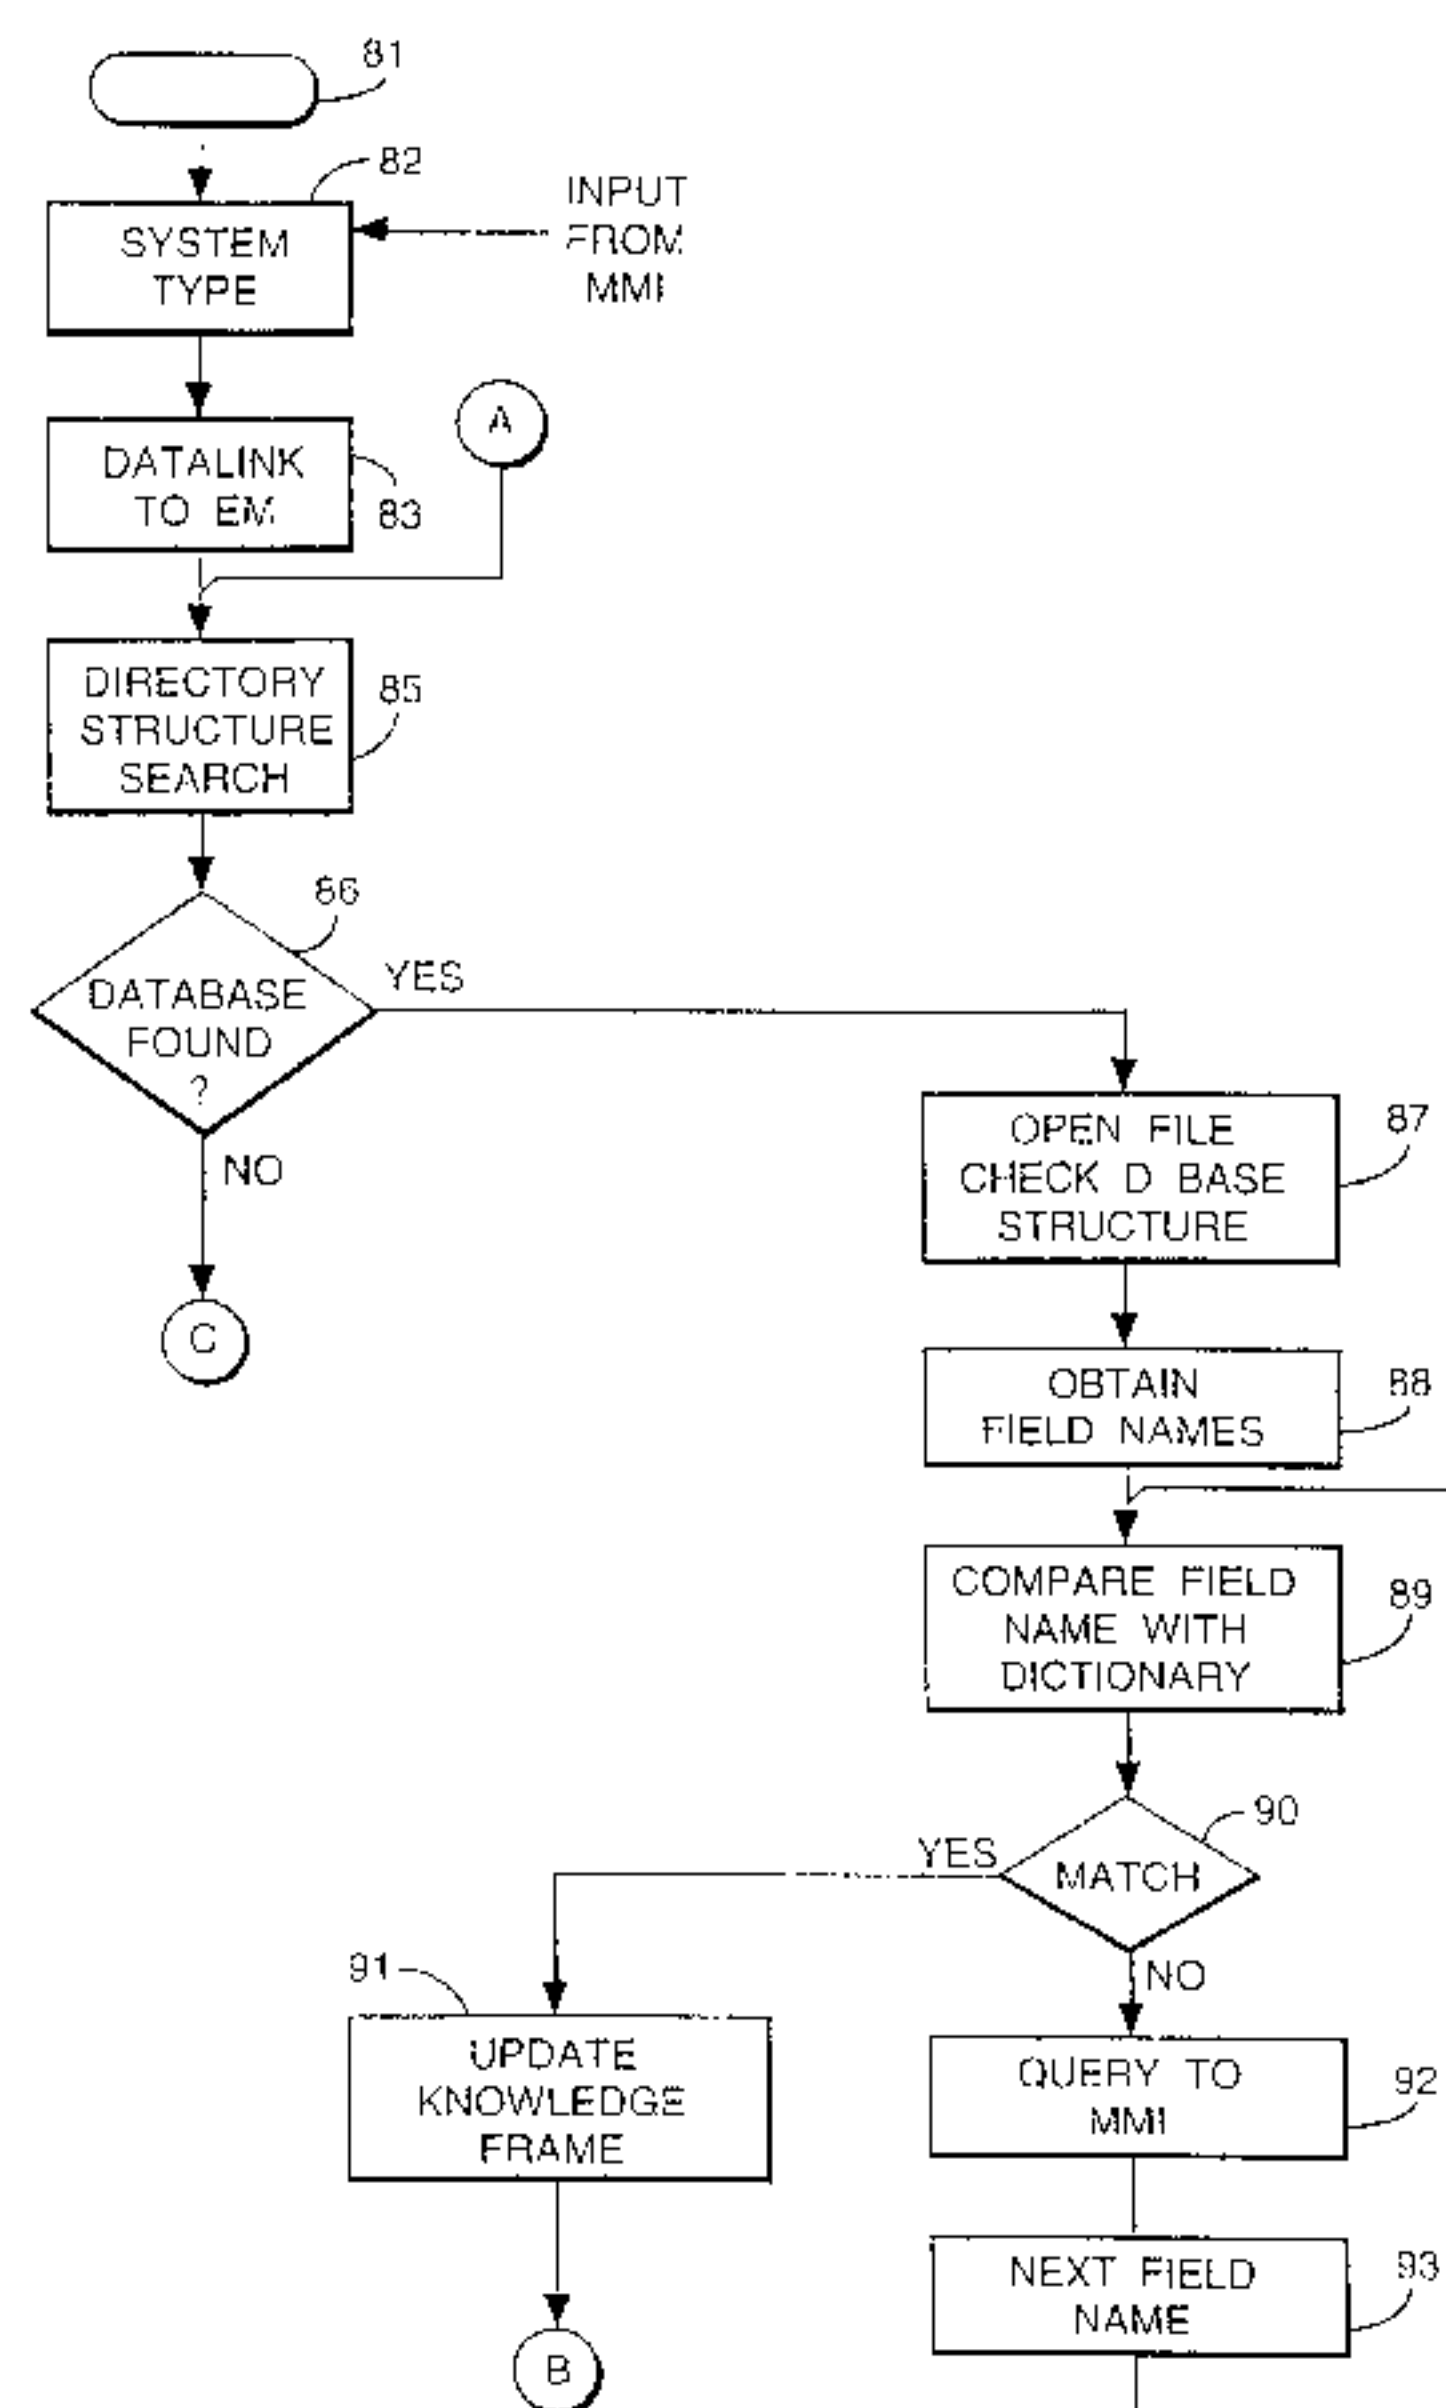 81
82
INPUT
FROM
MMI
SYSTEM
TYPE
A
DATALINK
TO EM
83
DIRECTORY
STRUCTURE
SEARCH
85
86
DATABASE
FOUND
?
YES
NO
C
OPEN FILE
CHECK D BASE
STRUCTURE
87
OBTAIN
FIELD NAMES
88
COMPARE FIELD
NAME WITH
DICTIONARY
89
90
MATCH
YES
NO
91
UPDATE
KNOWLEDGE
FRAME
B
QUERY TO
MMI
92
NEXT FIELD
NAME
93